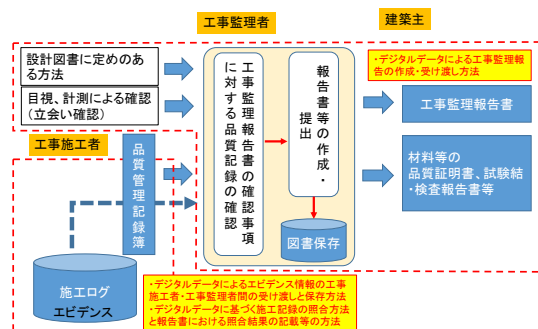 工事監理者
建築主
設計図書に定めのあ
る方法
目視、計測による確認
(立会い確認)
工事監理報告書の確認事項
に対する品質記録の確認
報告書等の作成・
提出
図書保存
・デジタルデータによる工事監理報
告の作成・受け渡し方法
工事監理報告書
材料等の
品質証明書、試験結
・検査報告書等
工事施工者
品質管理記録簿
施工ログ
エビデンス
・デジタルデータによるエビデンス情報の工事
施工者・工事監理者間の受け渡しと保存方法
・デジタルデータに基づく施工記録の照合方法
と報告書における照合結果の記載等の方法